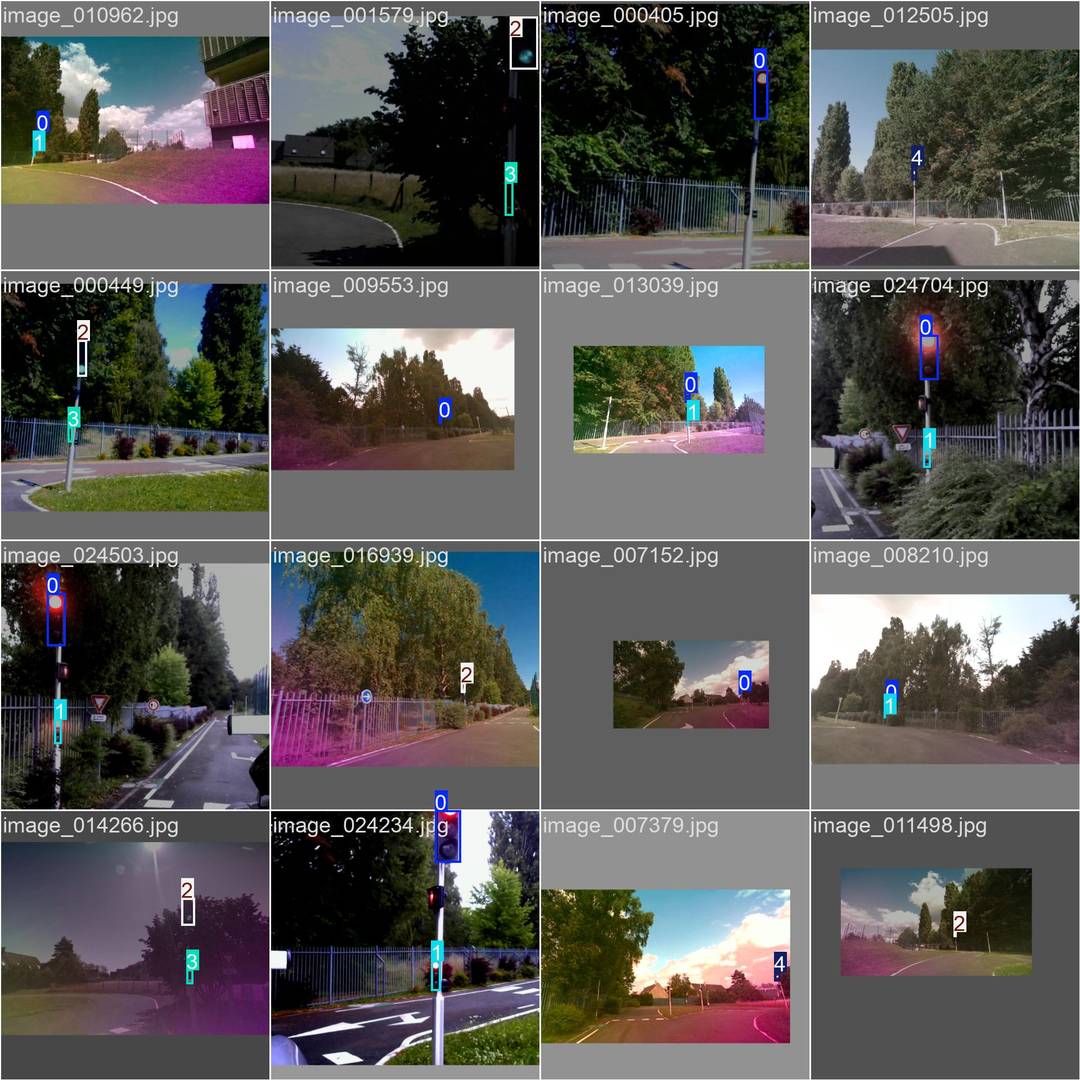 image_010962.jpg
0
1
image_001579.jpg
2
3
image_000405.jpg
0
image_012505.jpg
4
image_000449.jpg
2
3
image_009553.jpg
0
image_013039.jpg
0
1
image_024704.jpg
0
1
image_024503.jpg
0
1
image_016939.jpg
2
image_007152.jpg
0
image_008210.jpg
0
1
image_014266.jpg
2
3
image_024234.jpg
0
1
image_007379.jpg
4
image_011498.jpg
2